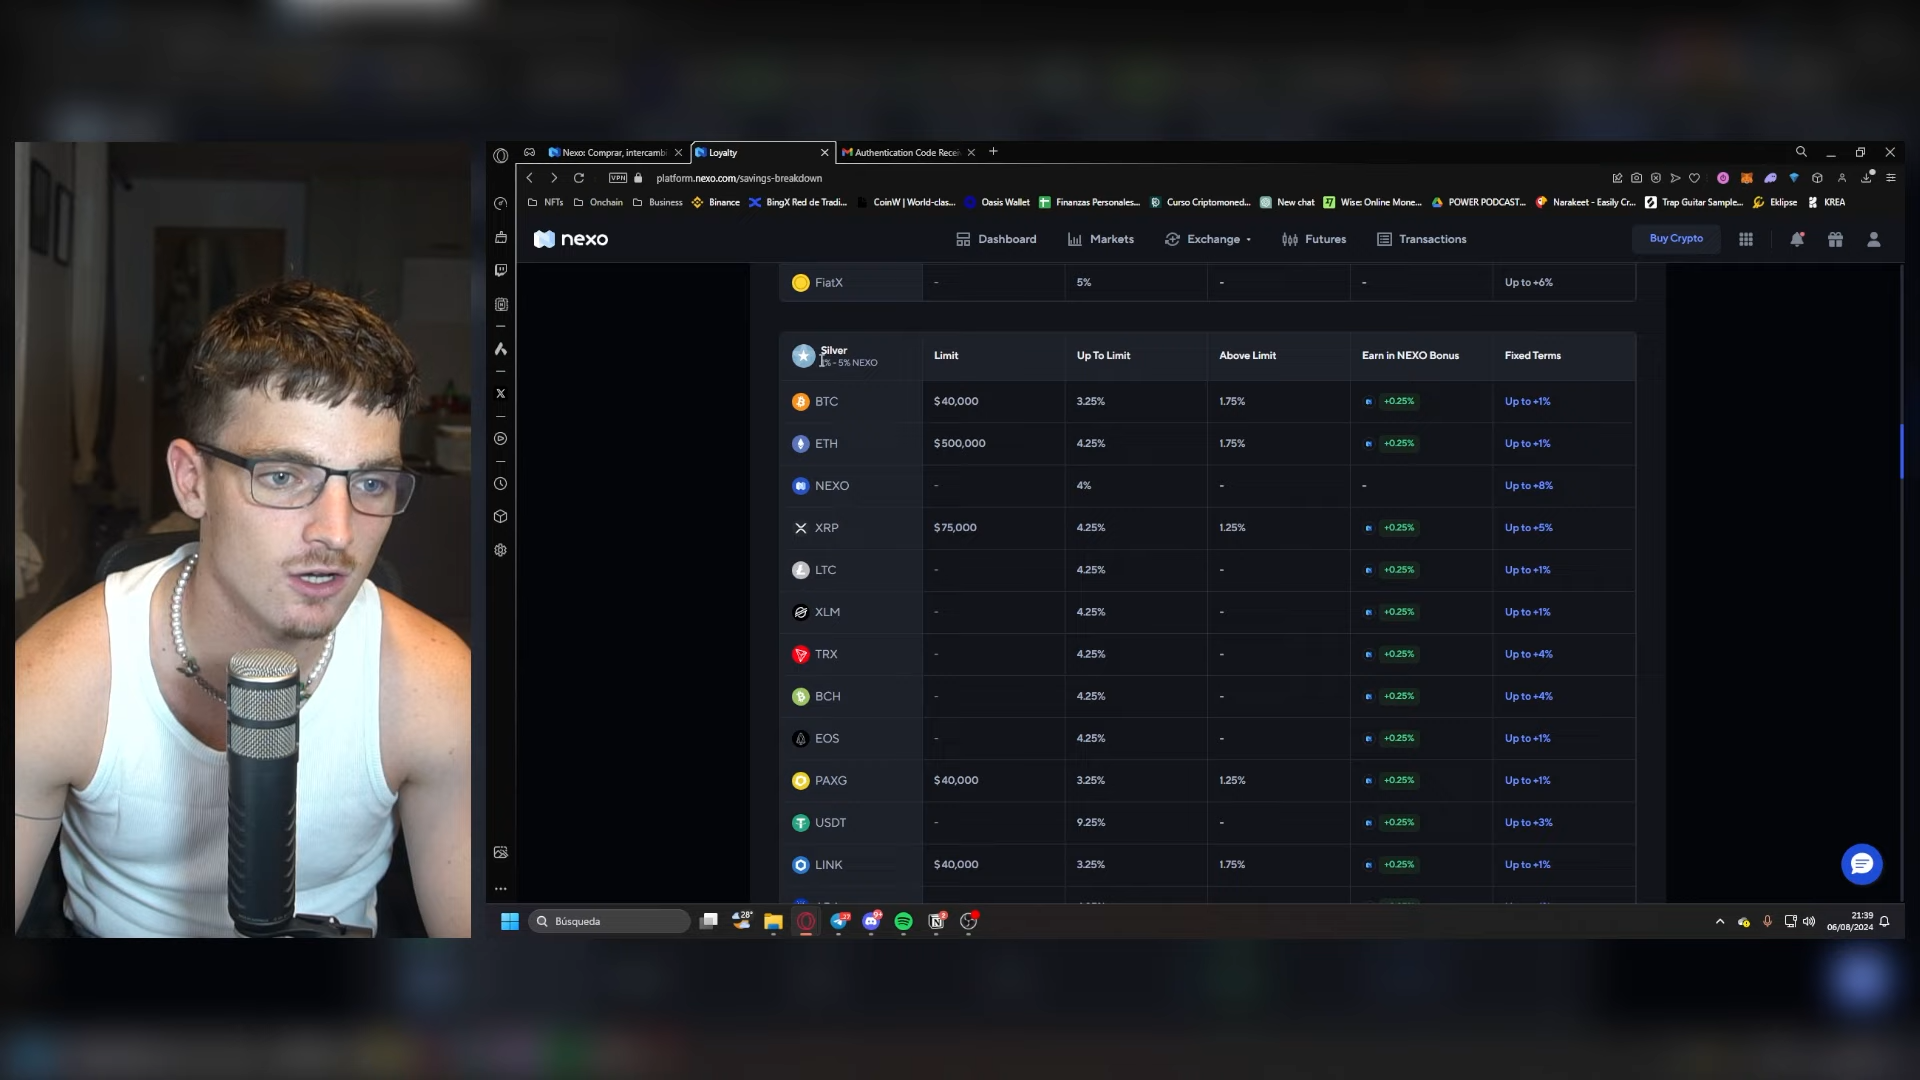 Nexo: Comprar, intercambi
Loyalty
Authentication Code Rece
VPN
platform.nexo.com/savings-breakdown
NFTs
Onchain
Business
Binance
BingX Red de Tradi...
CoinW | World-clas...
Oasis Wallet
Finanzas Personales...
Curso Criptomoned...
New chat
Wise: Online Mone...
POWER PODCAST...
Narakeet - Easily Cr...
Trap Guitar Sample...
Eklipse
KREA
nexo
Dashboard
Markets
Exchange
Futures
Transactions
Buy Crypto
FiatX - 5% - - Up to +6%
Silver Limit Up To Limit Above Limit Earn in NEXO Bonus Fixed Terms
% - 5% NEXO
BTC $40,000 3.25% 1.75% +0.25% Up to +1%
ETH $500,000 4.25% 1.75% +0.25% Up to +1%
NEXO - 4% - - Up to +8%
XRP $75,000 4.25% 1.25% +0.25% Up to +5%
LTC - 4.25% - +0.25% Up to +1%
XLM - 4.25% - +0.25% Up to +1%
TRX - 4.25% - +0.25% Up to +4%
BCH - 4.25% - +0.25% Up to +4%
EOS - 4.25% - +0.25% Up to +1%
PAXG $40,000 3.25% 1.25% +0.25% Up to +1%
USDT - 9.25% - +0.25% Up to +3%
LINK $40,000 3.25% 1.75% +0.25% Up to +1%
Búsqueda
28°
21:39
06/08/2024